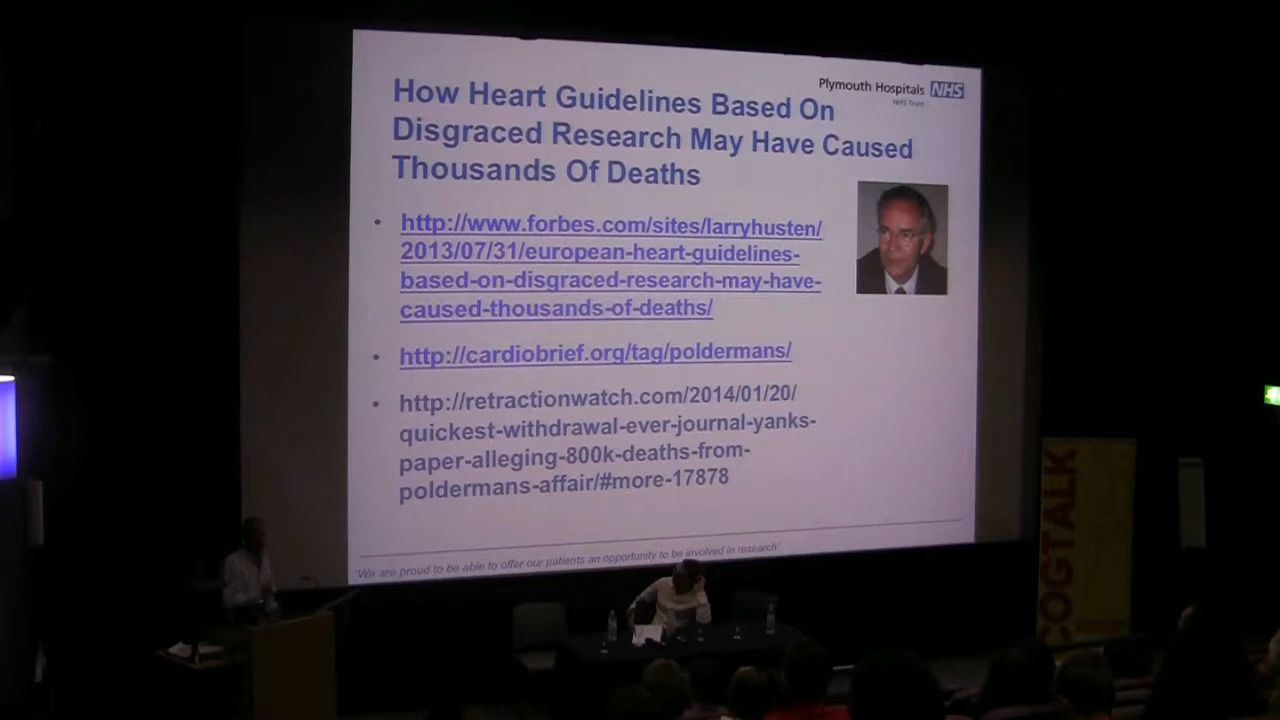 Plymouth Hospitals NHS
NHS Trust
How Heart Guidelines Based On
Disgraced Research May Have Caused
Thousands Of Deaths
• http://www.forbes.com/sites/larryhusten/
2013/07/31/european-heart-guidelines-
based-on-disgraced-research-may-have-
caused-thousands-of-deaths/
• http://cardiobrief.org/tag/poldermans/
• http://retractionwatch.com/2014/01/20/
quickest-withdrawal-ever-journal-yanks-
paper-alleging-800k-deaths-from-
poldermans-affair/#more-17878
'We are proud to be able to offer our patients an opportunity to be involved in research'
COGTALK